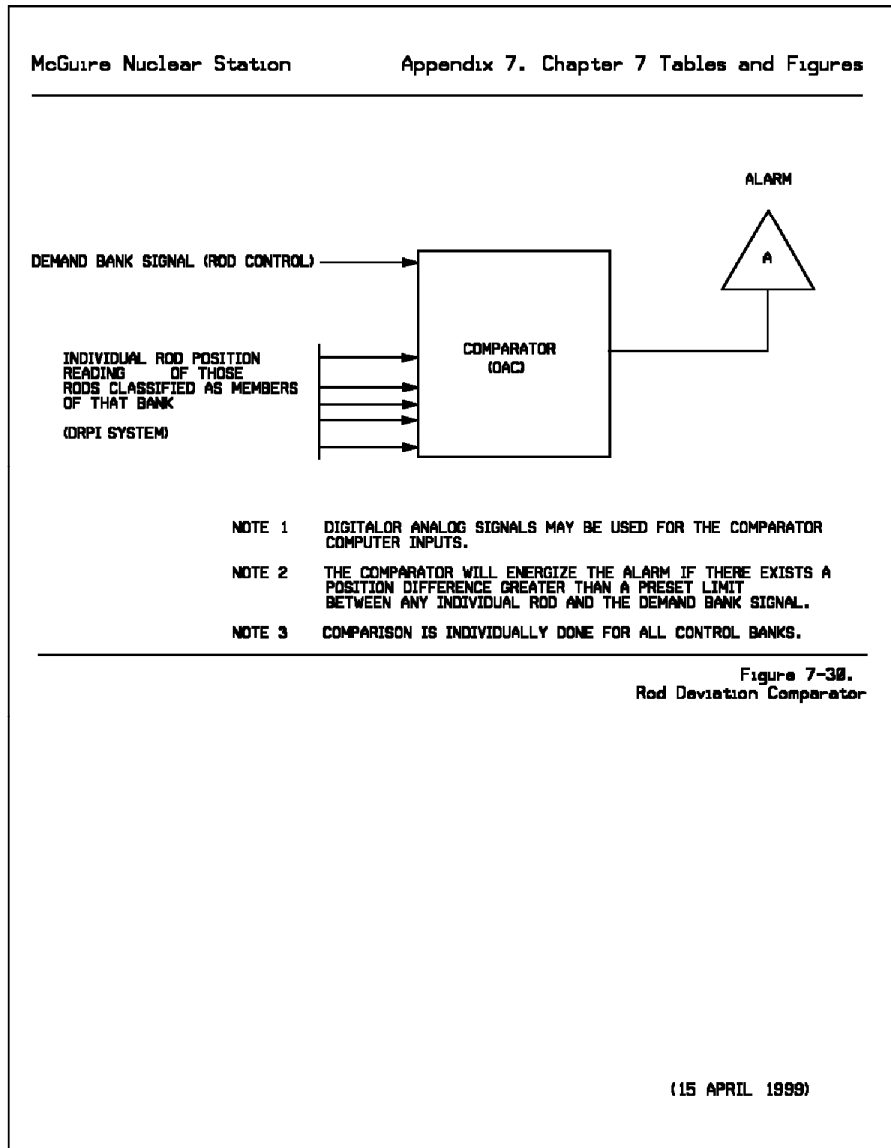 McGuire Nuclear Station Appendix 7. Chapter 7 Tables and Figures
ALARM
A
DEMAND BANK SIGNAL (ROD CONTROL)
COMPARATOR
(OAC)
INDIVIDUAL ROD POSITION
READING OF THOSE
RODS CLASSIFIED AS MEMBERS
OF THAT BANK
(DRPI SYSTEM)
NOTE 1 DIGITALOR ANALOG SIGNALS MAY BE USED FOR THE COMPARATOR
COMPUTER INPUTS.
NOTE 2 THE COMPARATOR WILL ENERGIZE THE ALARM IF THERE EXISTS A
POSITION DIFFERENCE GREATER THAN A PRESET LIMIT
BETWEEN ANY INDIVIDUAL ROD AND THE DEMAND BANK SIGNAL.
NOTE 3 COMPARISON IS INDIVIDUALLY DONE FOR ALL CONTROL BANKS.
Figure 7-30.
Rod Deviation Comparator
(15 APRIL 1999)